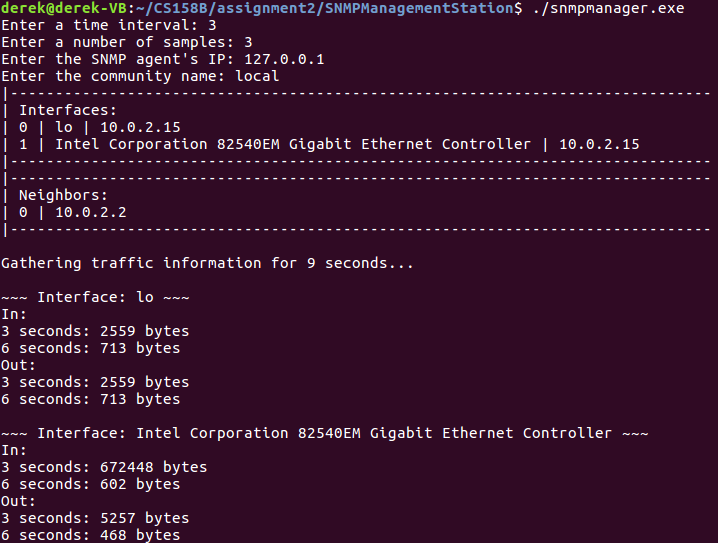 derek@derek-VB:~/CS158B/assignment2/SNMPManagementStation$ ./snmpmanager.exe
Enter a time interval: 3
Enter a number of samples: 3
Enter the SNMP agent's IP: 127.0.0.1
Enter the community name: local
|------------------------------------------------------------------------------
| Interfaces:
| 0 | lo | 10.0.2.15
| 1 | Intel Corporation 82540EM Gigabit Ethernet Controller | 10.0.2.15
|------------------------------------------------------------------------------
|------------------------------------------------------------------------------
| Neighbors:
| 0 | 10.0.2.2
|------------------------------------------------------------------------------

Gathering traffic information for 9 seconds...

~~~ Interface: lo ~~~
In:
3 seconds: 2559 bytes
6 seconds: 713 bytes
Out:
3 seconds: 2559 bytes
6 seconds: 713 bytes

~~~ Interface: Intel Corporation 82540EM Gigabit Ethernet Controller ~~~
In:
3 seconds: 672448 bytes
6 seconds: 602 bytes
Out:
3 seconds: 5257 bytes
6 seconds: 468 bytes